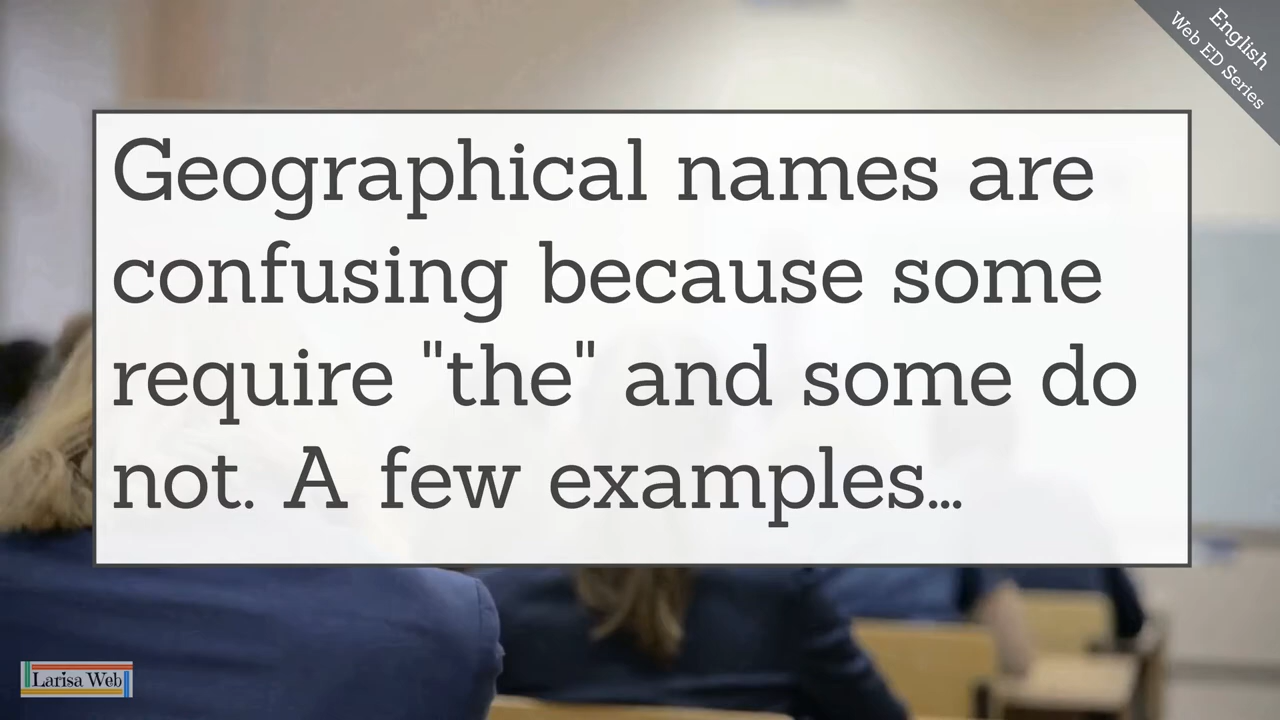 English
Web ED Series
Geographical names are
confusing because some
require "the" and some do
not. A few examples...
Larisa Web